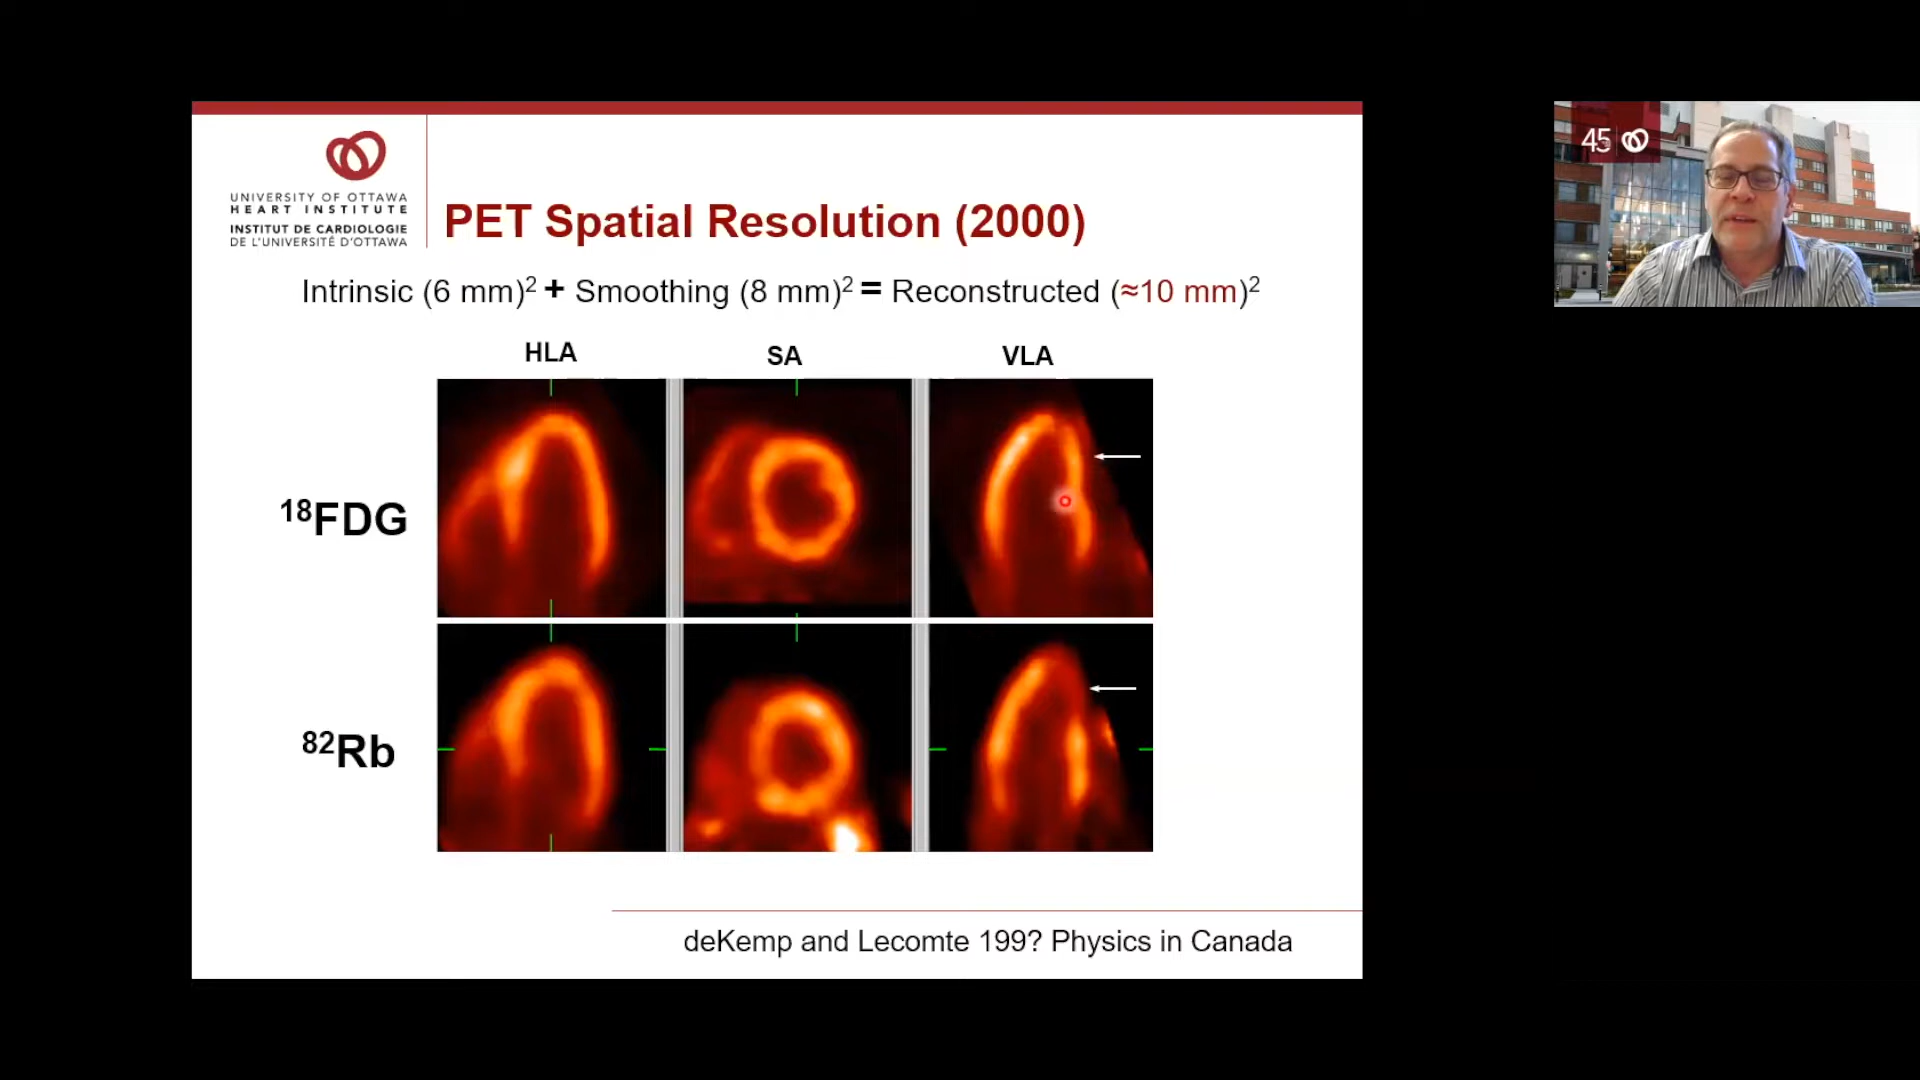 UNIVERSITY OF OTTAWA
HEART INSTITUTE
INSTITUT DE CARDIOLOGIE
DE L'UNIVERSITÉ D'OTTAWA
PET Spatial Resolution (2000)
Intrinsic (6 mm)² + Smoothing (8 mm)² = Reconstructed (≈10 mm)²
HLA SA VLA
¹⁸FDG
⁸²Rb
deKemp and Lecomte 199? Physics in Canada
45